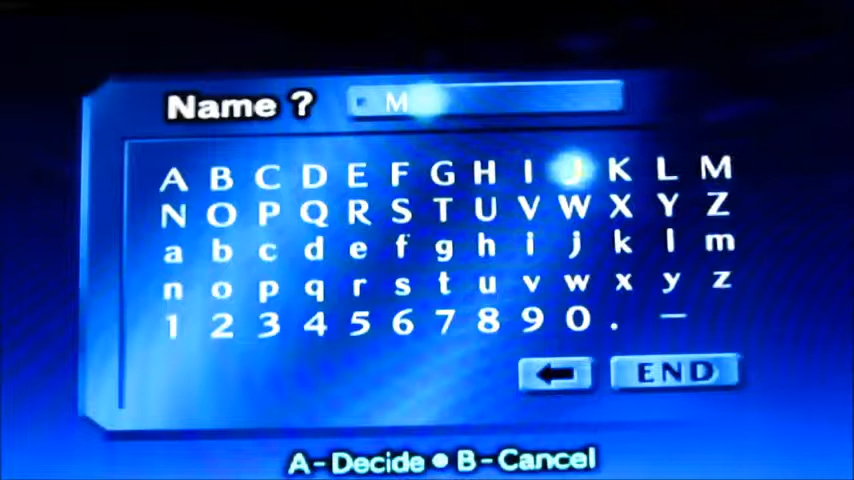 Name ? M
A B C D E F G H I J K L M
N O P Q R S T U V W X Y Z
a b c d e f g h i j k l m
n o p q r s t u v w x y z
1 2 3 4 5 6 7 8 9 0 . —
← END
A-Decide • B-Cancel